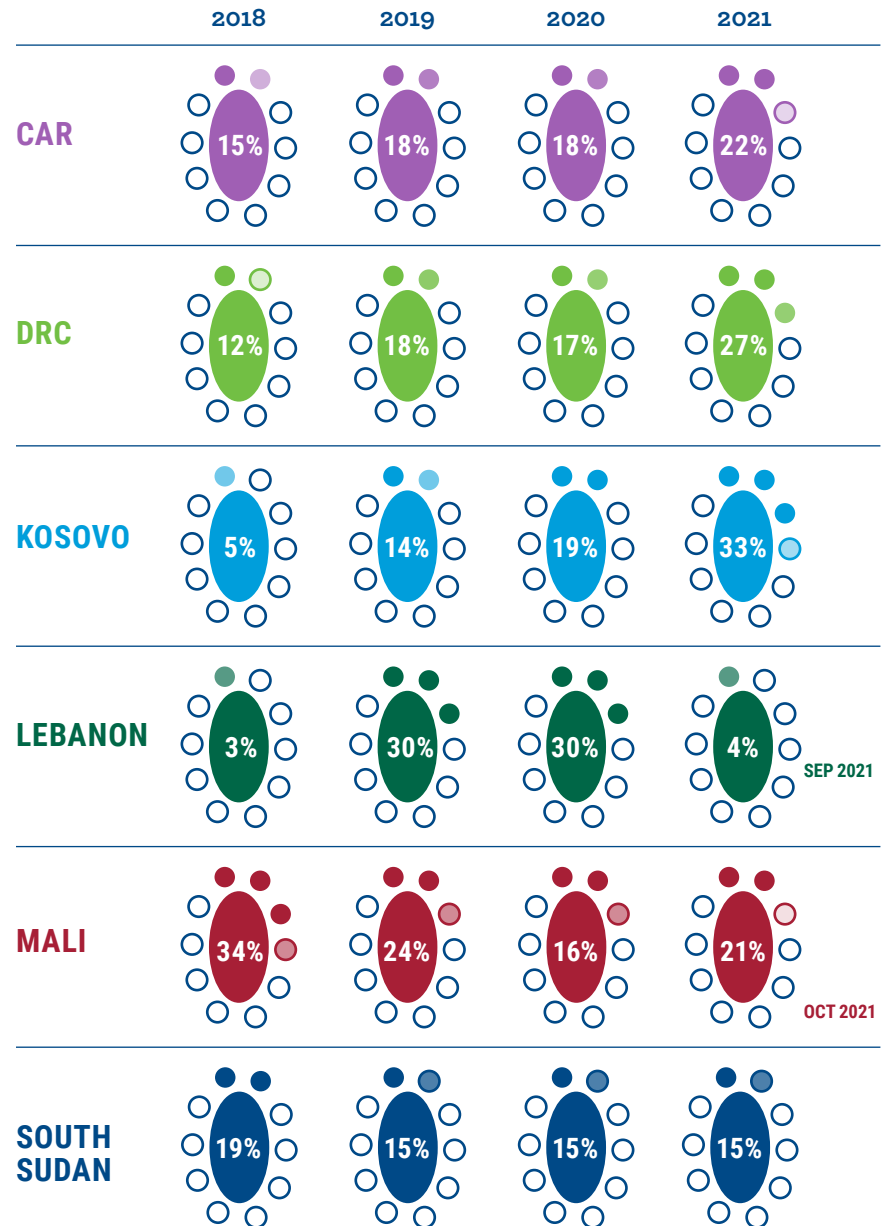 2018 2019 2020 2021
CAR 15% 18% 18% 22%
DRC 12% 18% 17% 27%
KOSOVO 5% 14% 19% 33%
LEBANON 3% 30% 30% 4%
SEP 2021
MALI 34% 24% 16% 21%
OCT 2021
SOUTH
SUDAN 19% 15% 15% 15%